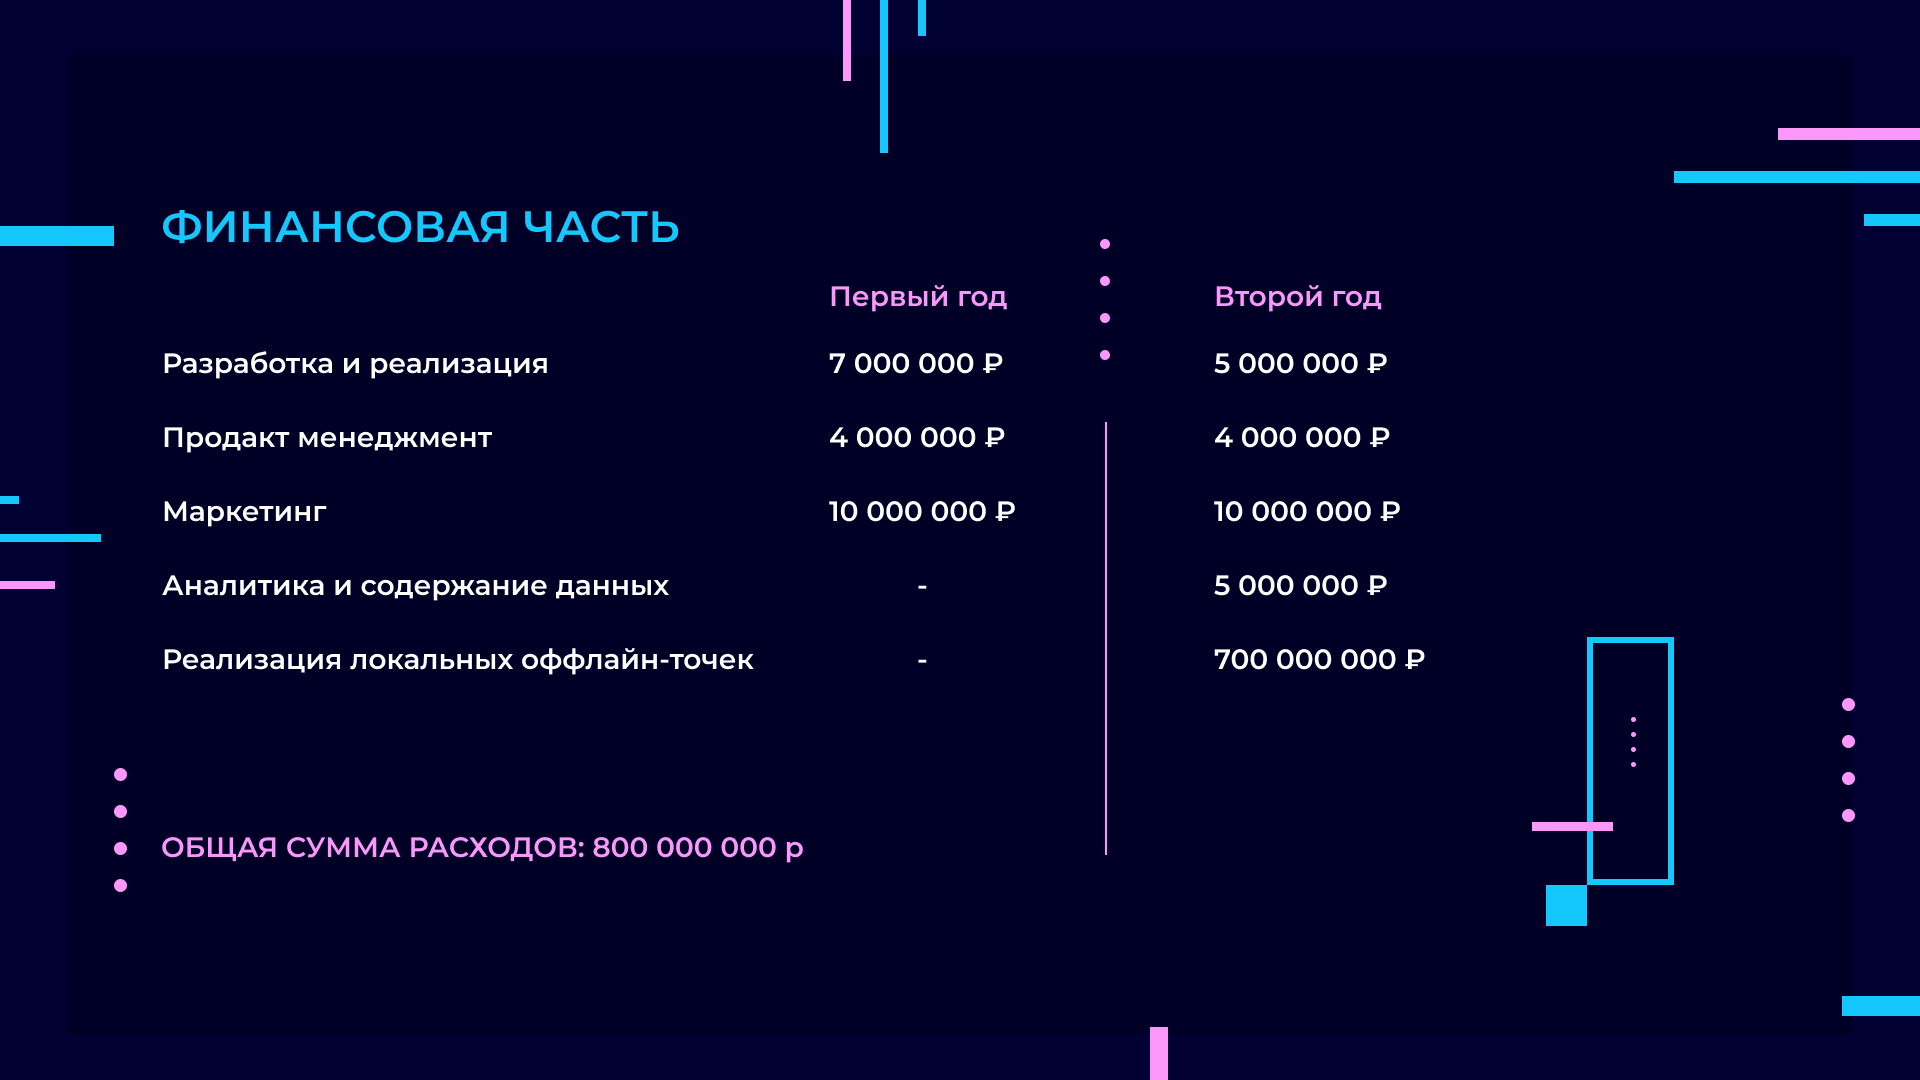 ФИНАНСОВАЯ ЧАСТЬ
Первый год Второй год
Разработка и реализация 7 000 000 ₽ 5 000 000 ₽
Продакт менеджмент 4 000 000 ₽ 4 000 000 ₽
Маркетинг 10 000 000 ₽ 10 000 000 ₽
Аналитика и содержание данных - 5 000 000 ₽
Реализация локальных оффлайн-точек - 700 000 000 ₽
ОБЩАЯ СУММА РАСХОДОВ: 800 000 000 р